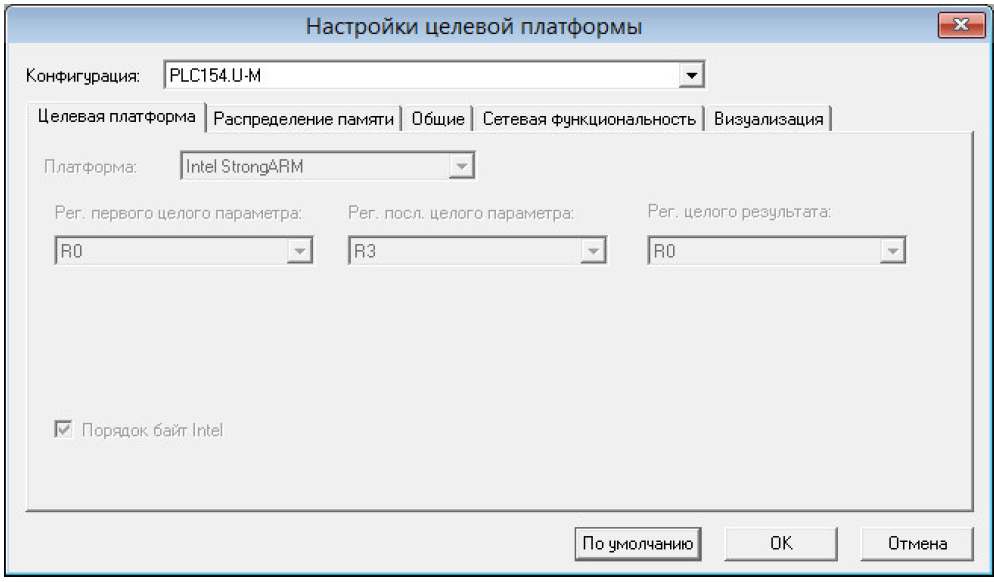 Настройки целевой платформы
Конфигурация: PLC154.U-M
Целевая платформа Распределение памяти Общие Сетевая функциональность Визуализация
Платформа: Intel StrongARM
Рег. первого целого параметра: Рег. посл. целого параметра: Рег. целого результата:
R0 R3 R0
Порядок байт Intel
По умолчанию OK Отмена